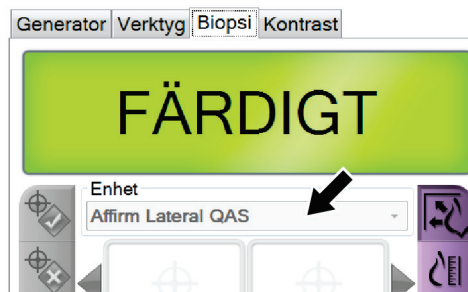 Generator Verktyg Biopsi Kontrast
FÄRDIGT
Enhet
Affirm Lateral QAS